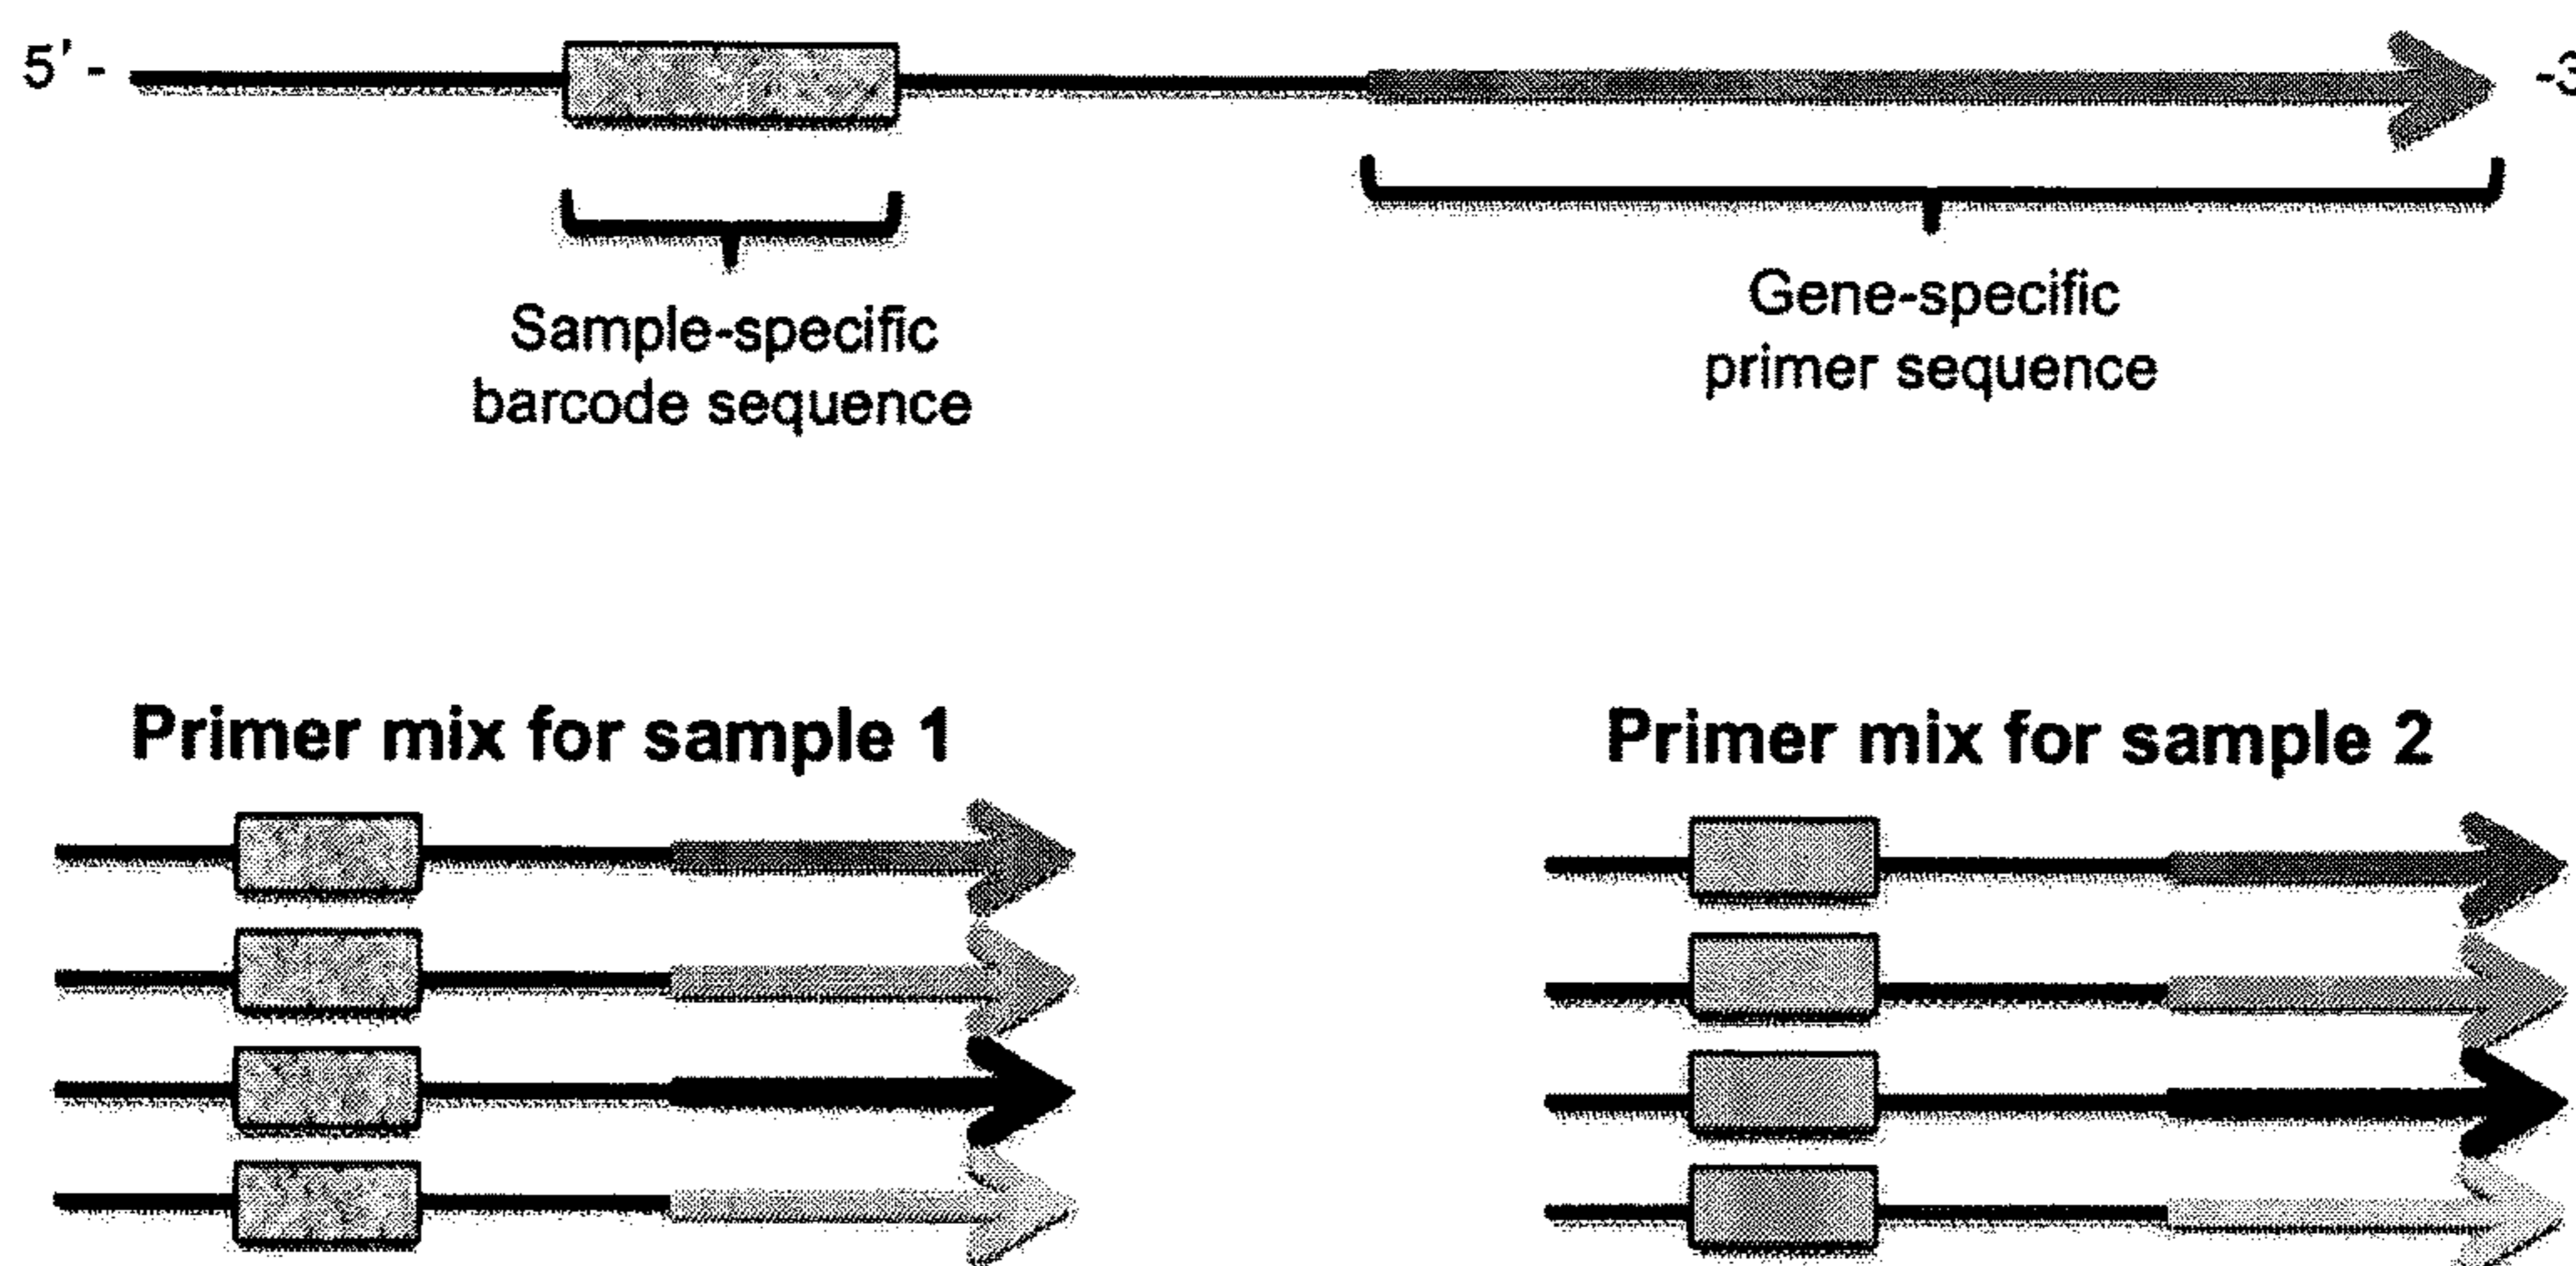 5'- -3
Sample-specific
barcode sequence
Gene-specific
primer sequence
Primer mix for sample 1
Primer mix for sample 2